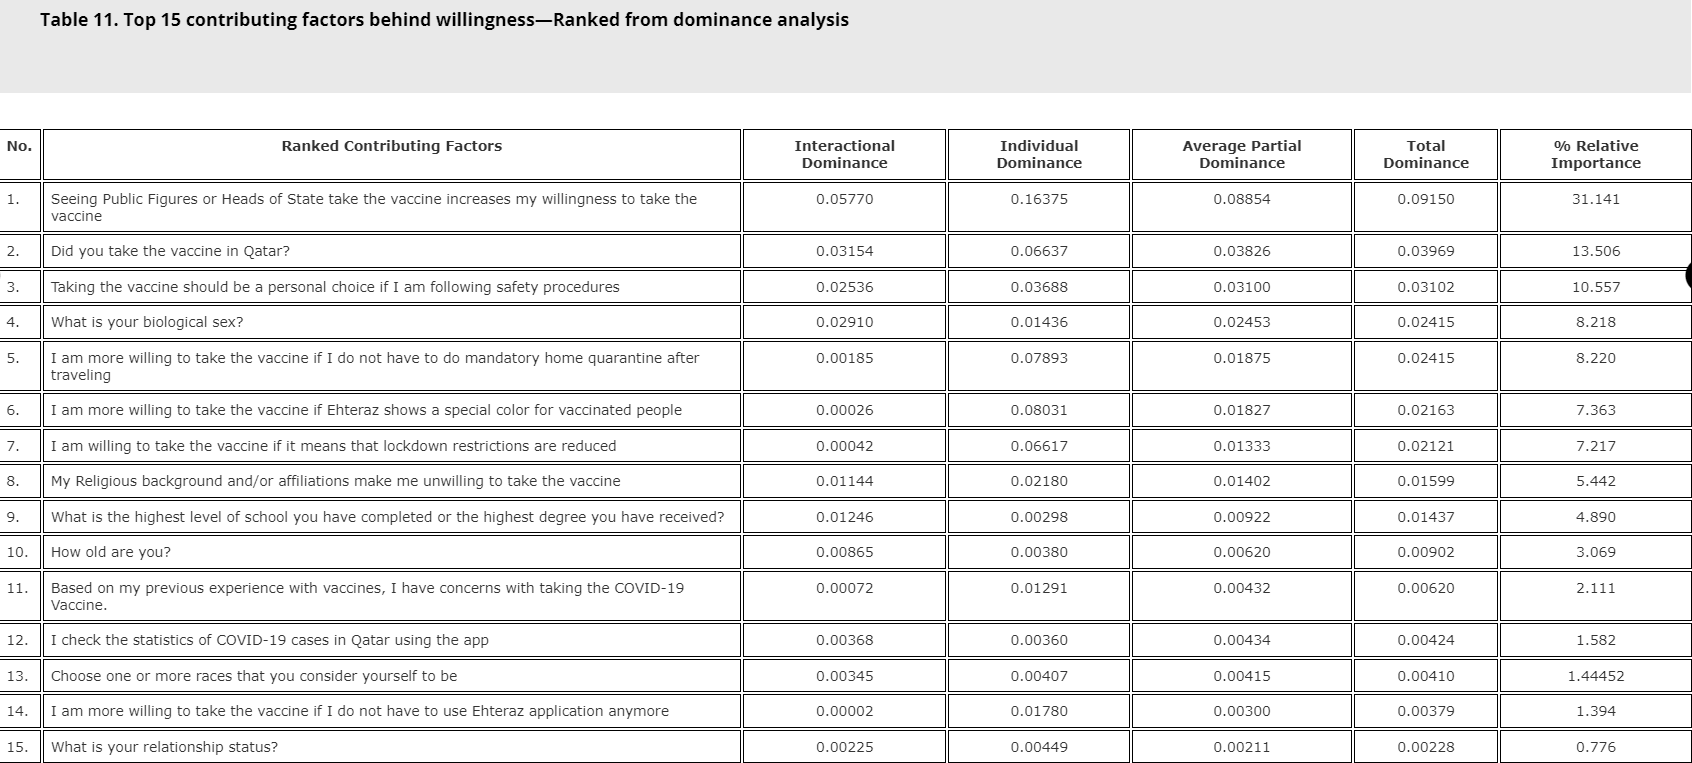 Table 11. Top 15 contributing factors behind willingness—Ranked from dominance analysis
No. Ranked Contributing Factors Interactional Dominance Individual Dominance Average Partial Dominance Total Dominance % Relative Importance
1. Seeing Public Figures or Heads of State take the vaccine increases my willingness to take the vaccine 0.05770 0.16375 0.08854 0.09150 31.141
2. Did you take the vaccine in Qatar? 0.03154 0.06637 0.03826 0.03969 13.506
3. Taking the vaccine should be a personal choice if I am following safety procedures 0.02536 0.03688 0.03100 0.03102 10.557
4. What is your biological sex? 0.02910 0.01436 0.02453 0.02415 8.218
5. I am more willing to take the vaccine if I do not have to do mandatory home quarantine after traveling 0.00185 0.07893 0.01875 0.02415 8.220
6. I am more willing to take the vaccine if Ehteraz shows a special color for vaccinated people 0.00026 0.08031 0.01827 0.02163 7.363
7. I am willing to take the vaccine if it means that lockdown restrictions are reduced 0.00042 0.06617 0.01333 0.02121 7.217
8. My Religious background and/or affiliations make me unwilling to take the vaccine 0.01144 0.02180 0.01402 0.01599 5.442
9. What is the highest level of school you have completed or the highest degree you have received? 0.01246 0.00298 0.00922 0.01437 4.890
10. How old are you? 0.00865 0.00380 0.00620 0.00902 3.069
11. Based on my previous experience with vaccines, I have concerns with taking the COVID-19 Vaccine. 0.00072 0.01291 0.00432 0.00620 2.111
12. I check the statistics of COVID-19 cases in Qatar using the app 0.00368 0.00360 0.00434 0.00424 1.582
13. Choose one or more races that you consider yourself to be 0.00345 0.00407 0.00415 0.00410 1.44452
14. I am more willing to take the vaccine if I do not have to use Ehteraz application anymore 0.00002 0.01780 0.00300 0.00379 1.394
15. What is your relationship status? 0.00225 0.00449 0.00211 0.00228 0.776